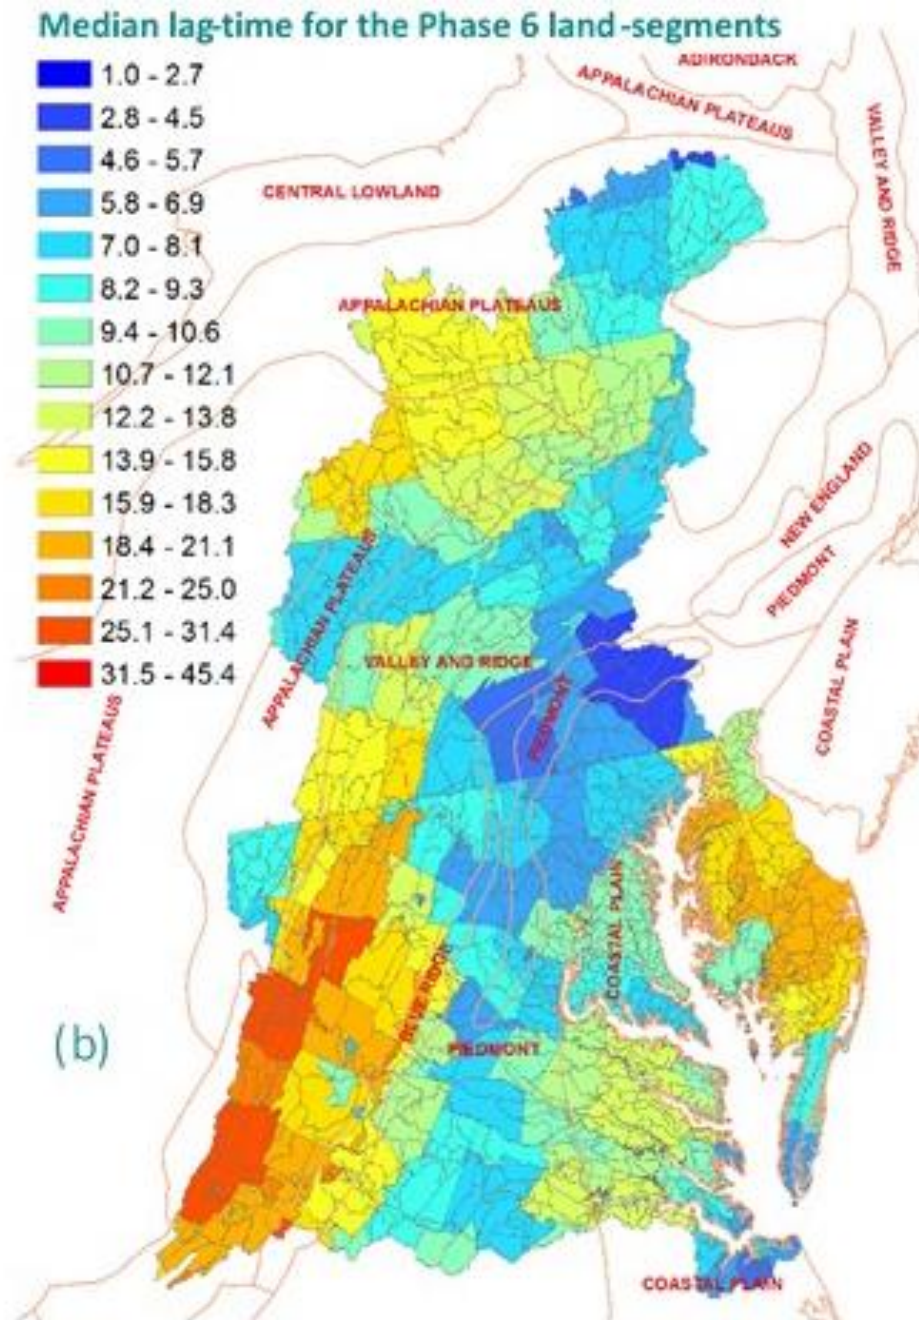 Median lag-time for the Phase 6 land-segments
1.0 - 2.7
2.8 - 4.5
4.6 - 5.7
5.8 - 6.9
7.0 - 8.1
8.2 - 9.3
9.4 - 10.6
10.7 - 12.1
12.2 - 13.8
13.9 - 15.8
15.9 - 18.3
18.4 - 21.1
21.2 - 25.0
25.1 - 31.4
31.5 - 45.4
ADIRONDACK
APPALACHIAN PLATEAUS
VALLEY AND RIDGE
CENTRAL LOWLAND
APPALACHIAN PLATEAUS
NEW ENGLAND
PIEDMONT
COASTAL PLAIN
APPALACHIAN PLATEAUS
VALLEY AND RIDGE
PIEDMONT
APPALACHIAN PLATEAUS
COASTAL PLAIN
BLUE RIDGE
(b)
PIEDMONT
COASTAL PLAIN